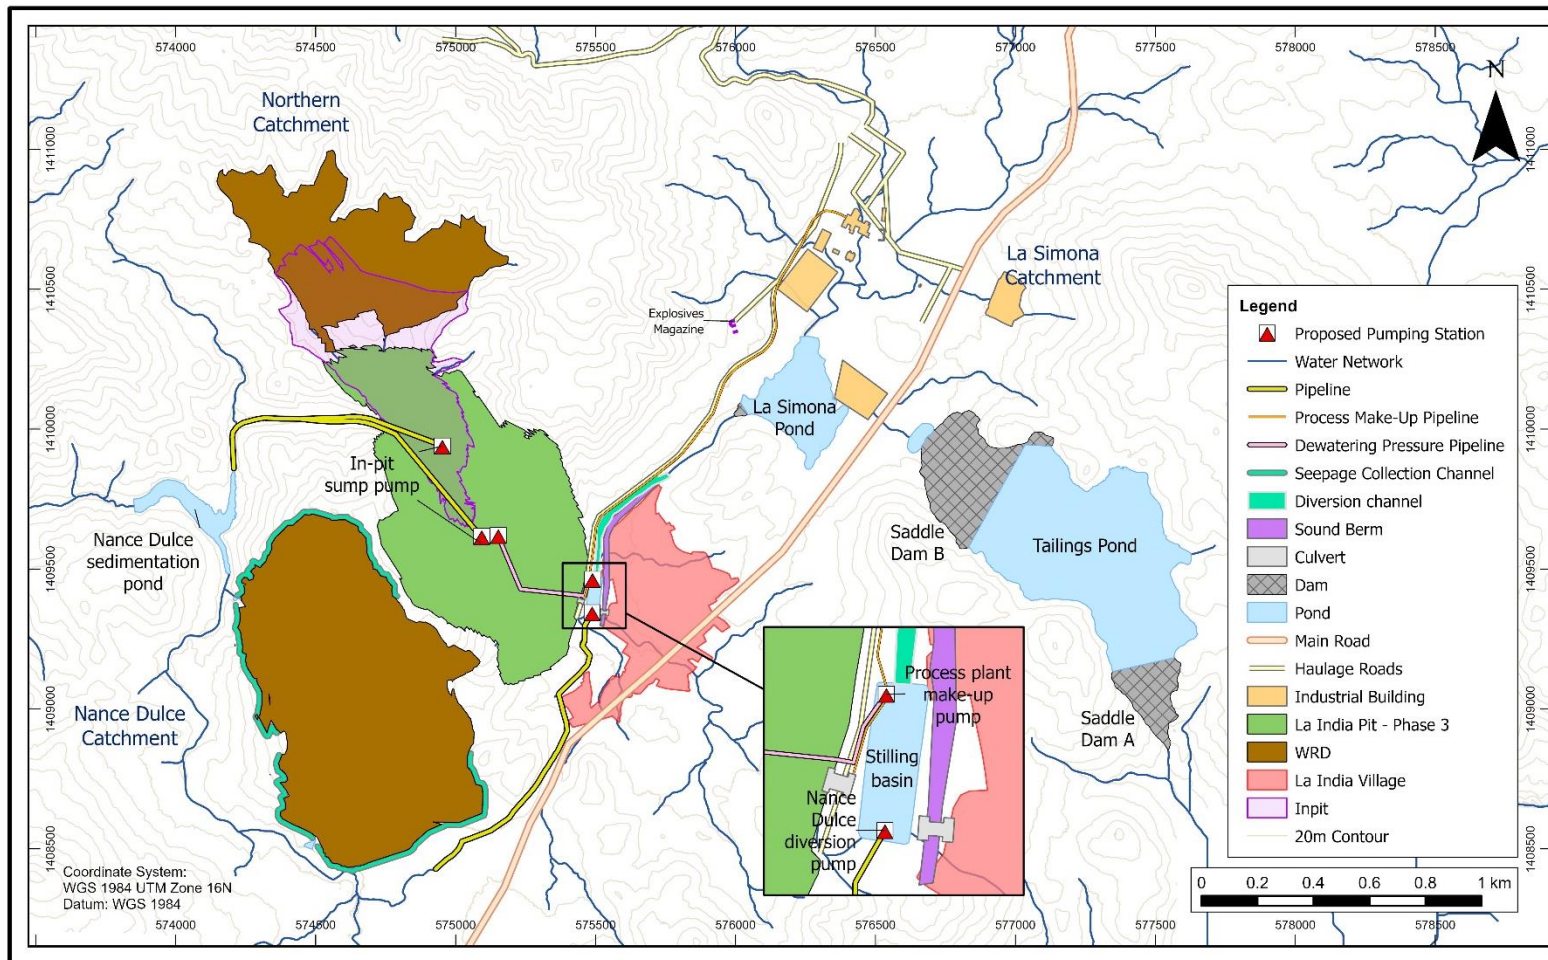 574000 574500 575000 575500 576000 576500 577000 577500 578000 578500
N
Northern
Catchment
1411000
1411000
La Simona
Catchment
1410500
1410500
Explosives
Magazine
Legend
Proposed Pumping Station
Water Network
Pipeline
Process Make-Up Pipeline
Dewatering Pressure Pipeline
Seepage Collection Channel
Diversion channel
Sound Berm
Culvert
Dam
Pond
Main Road
Haulage Roads
Industrial Building
La India Pit - Phase 3
WRD
La India Village
Inpit
20m Contour
La Simona
Pond
1410000
1410000
In-pit
sump pump
Nance Dulce
sedimentation
pond
Saddle
Dam B
Tailings Pond
1409500
1409500
Process plant
make-up
pump
Stilling
basin
Nance
Dulce
diversion
pump
Nance Dulce
Catchment
1409000
1409000
Saddle
Dam A
1408500
1408500
Coordinate System:
WGS 1984 UTM Zone 16N
Datum: WGS 1984
0 0.2 0.4 0.6 0.8 1 km
574000 574500 575000 575500 576000 576500 577000 577500 578000 578500